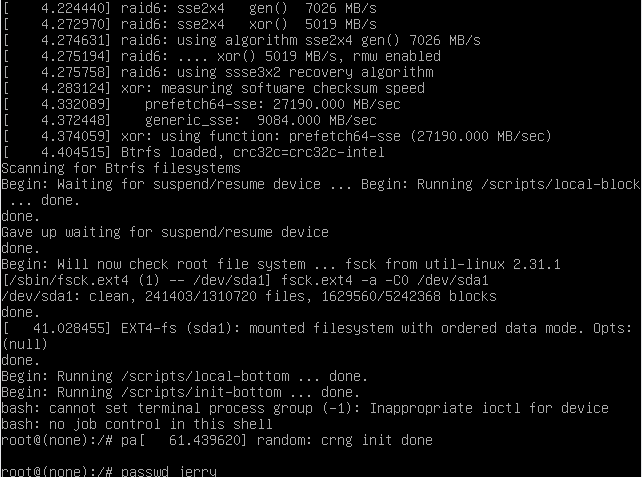 [    4.224440] raid6: sse2x4   gen()  7026 MB/s
[    4.272970] raid6: sse2x4   xor()  5019 MB/s
[    4.274631] raid6: using algorithm sse2x4 gen() 7026 MB/s
[    4.275194] raid6: .... xor() 5019 MB/s, rmw enabled
[    4.275758] raid6: using ssse3x2 recovery algorithm
[    4.283124] xor: measuring software checksum speed
[    4.332089]    prefetch64-sse: 27190.000 MB/sec
[    4.372448]    generic_sse:  9084.000 MB/sec
[    4.374059] xor: using function: prefetch64-sse (27190.000 MB/sec)
[    4.404515] Btrfs loaded, crc32c=crc32c-intel
Scanning for Btrfs filesystems
Begin: Waiting for suspend/resume device ... Begin: Running /scripts/local-block
 ... done.
done.
Gave up waiting for suspend/resume device
done.
Begin: Will now check root file system ... fsck from util-linux 2.31.1
[/sbin/fsck.ext4 (1) -- /dev/sda1] fsck.ext4 -a -C0 /dev/sda1
/dev/sda1: clean, 241403/1310720 files, 1629560/5242368 blocks
done.
[   41.028455] EXT4-fs (sda1): mounted filesystem with ordered data mode. Opts:
(null)
done.
Begin: Running /scripts/local-bottom ... done.
Begin: Running /scripts/init-bottom ... done.
bash: cannot set terminal process group (-1): Inappropriate ioctl for device
bash: no job control in this shell
root@(none):/# pa[   61.439620] random: crng init done

root@(none):/# passwd jerry